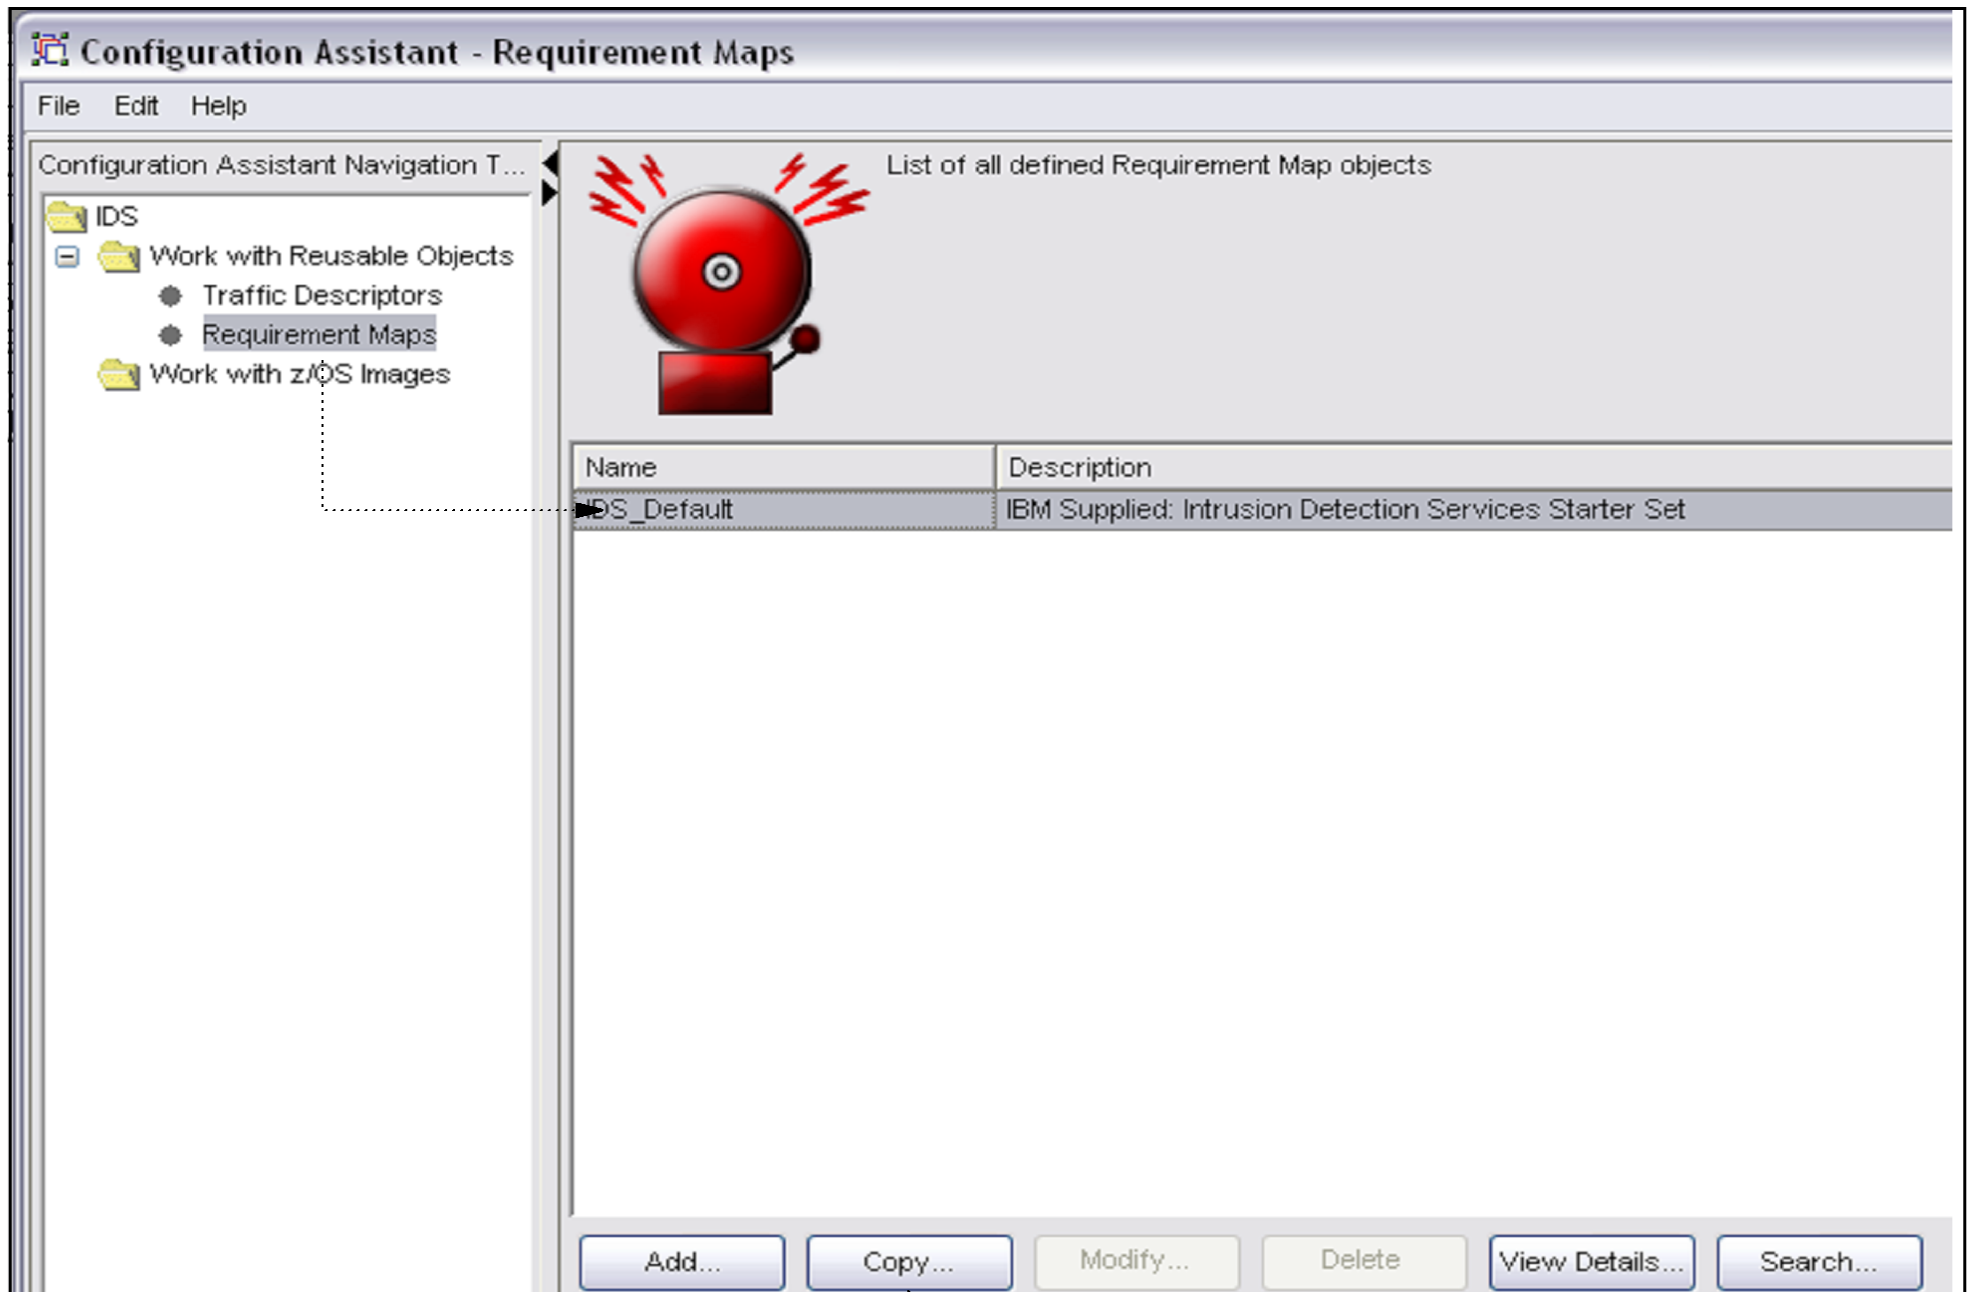 Configuration Assistant - Requirement Maps
File Edit Help
Configuration Assistant Navigation T...
IDS
Work with Reusable Objects
Traffic Descriptors
Requirement Maps
Work with z/OS Images
List of all defined Requirement Map objects
Name Description
IDS_Default IBM Supplied: Intrusion Detection Services Starter Set
Add... Copy... Modify... Delete View Details... Search...